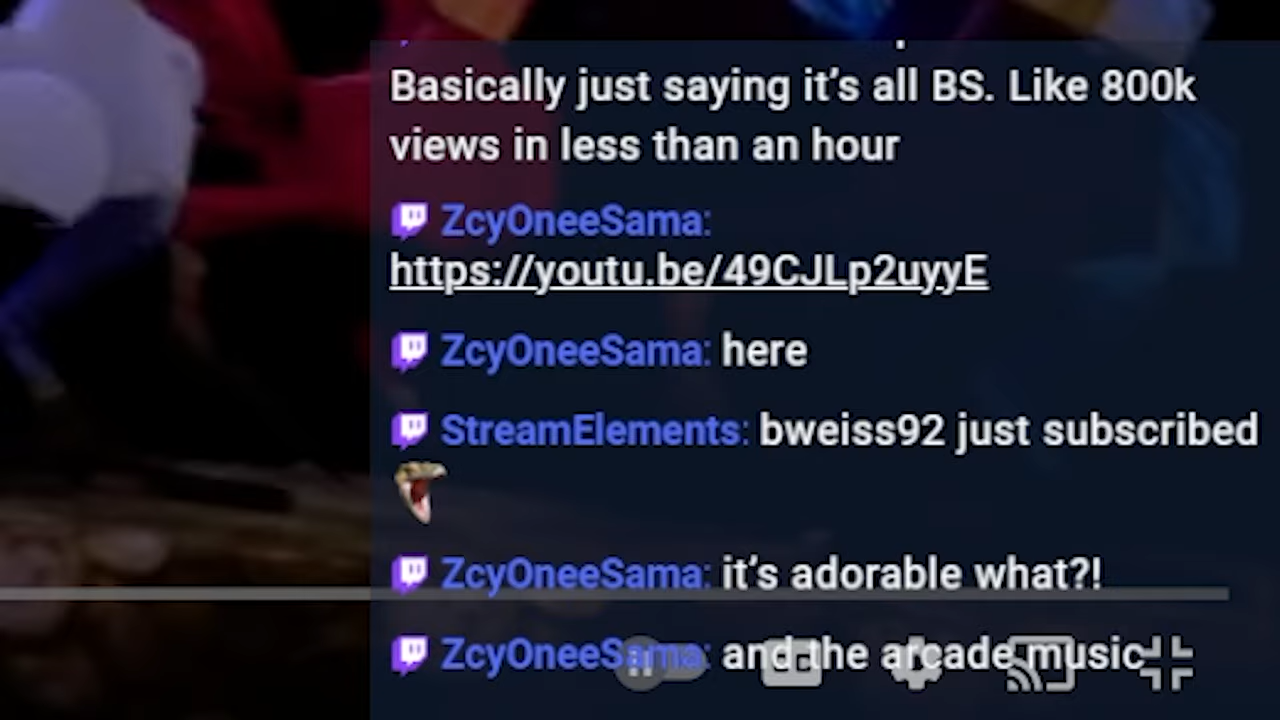 Basically just saying it’s all BS. Like 800k
views in less than an hour
ZcyOneeSama:
https://youtu.be/49CJLp2uyyE
ZcyOneeSama: here
StreamElements: bweiss92 just subscribed
ZcyOneeSama: it’s adorable what?!
ZcyOneeSama: and the arcade music
CC